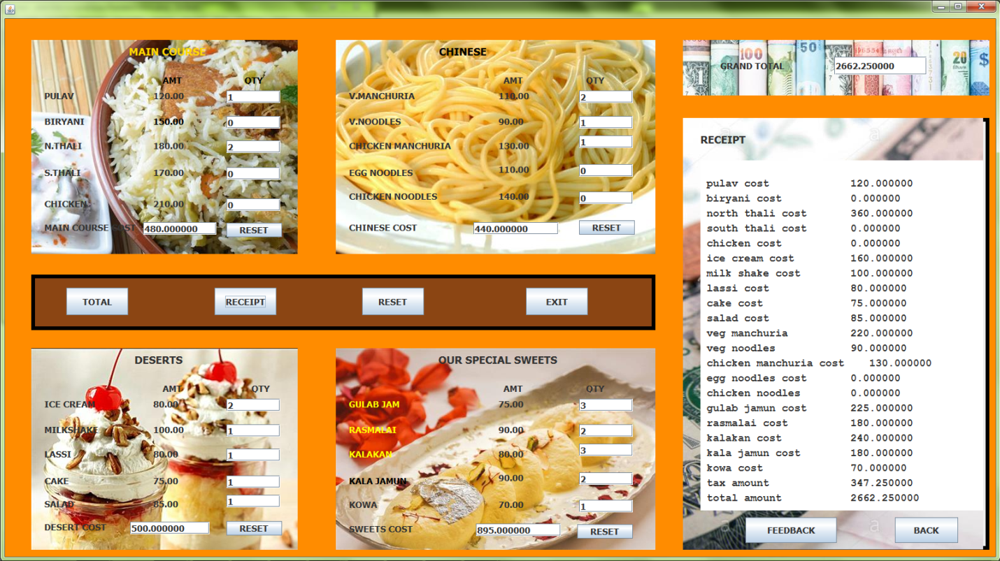 MAIN COURSE
AMT QTY
PULAV 120.00 1
BIRYANI 150.00 0
N.THALI 180.00 2
S.THALI 170.00 0
CHICKEN 210.00 0
MAIN COURSE COST 480.000000 RESET
CHINESE
AMT QTY
V.MANCHURIA 110.00 2
V.NOODLES 90.00 1
CHICKEN MANCHURIA 130.00 1
EGG NOODLES 110.00 0
CHICKEN NOODLES 140.00 0
CHINESE COST 440.000000 RESET
GRAND TOTAL 2662.250000
TOTAL RECEIPT RESET EXIT
DESERTS
AMT QTY
ICE CREAM 80.00 2
MILKSHAKE 100.00 1
LASSI 80.00 1
CAKE 75.00 1
SALAD 85.00 1
DESERT COST 500.000000 RESET
OUR SPECIAL SWEETS
AMT QTY
GULAB JAM 75.00 3
RASMALAI 90.00 2
KALAKAN 80.00 3
KALA JAMUN 90.00 2
KOWA 70.00 1
SWEETS COST 895.000000 RESET
RECEIPT
pulav cost 120.000000
biryani cost 0.000000
north thali cost 360.000000
south thali cost 0.000000
chicken cost 0.000000
ice cream cost 160.000000
milk shake cost 100.000000
lassi cost 80.000000
cake cost 75.000000
salad cost 85.000000
veg manchuria 220.000000
veg noodles 90.000000
chicken manchuria cost 130.000000
egg noodles cost 0.000000
chicken noodles 0.000000
gulab jamun cost 225.000000
rasmalai cost 180.000000
kalakan cost 240.000000
kala jamun cost 180.000000
kowa cost 70.000000
tax amount 347.250000
total amount 2662.250000
FEEDBACK BACK